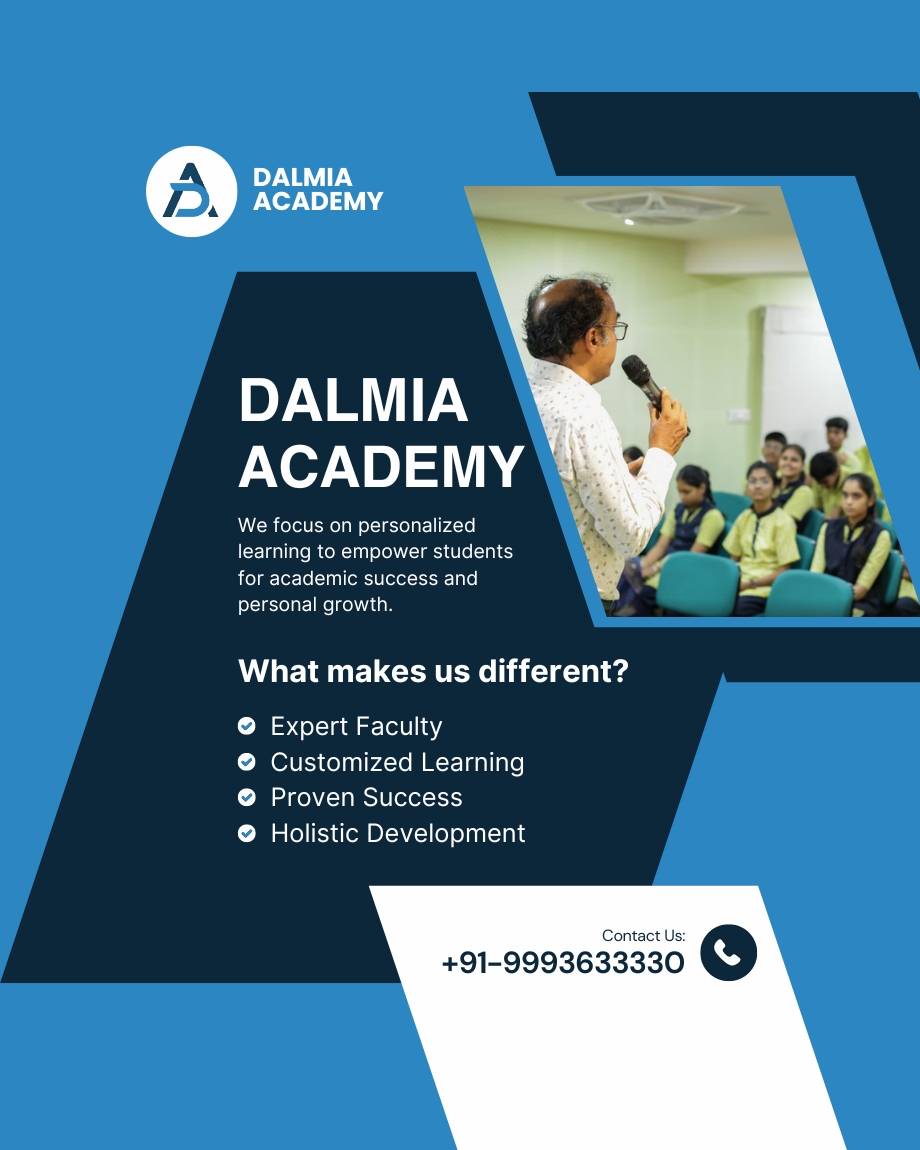 DALMIA
ACADEMY
DALMIA
ACADEMY
We focus on personalized
learning to empower students
for academic success and
personal growth.
What makes us different?
Expert Faculty
Customized Learning
Proven Success
Holistic Development
Contact Us:
+91-9993633330